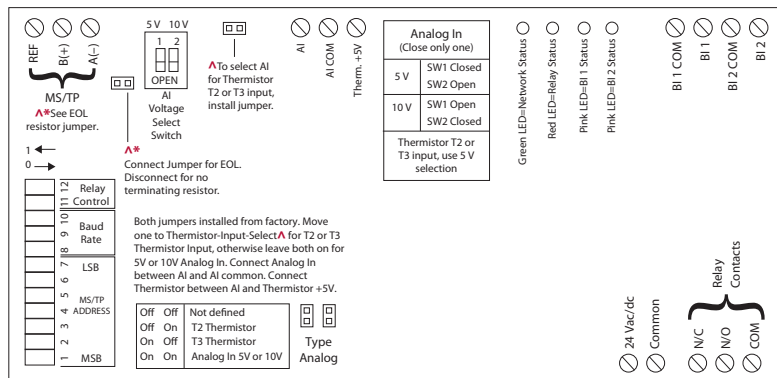 REF
B(+)
A(−)
MS/TP
^*See EOL
resistor jumper.
1
0
5 V 10 V
1 2
OPEN
AI
Voltage
Select
Switch
^To select AI
for Thermistor
T2 or T3 input,
install jumper.
^*
Connect Jumper for EOL.
Disconnect for no
terminating resistor.
AI
AI COM
Therm. +5V
Analog In
(Close only one)
5 V SW1 Closed
SW2 Open
10 V SW1 Open
SW2 Closed
Thermistor T2 or
T3 input, use 5 V
selection
Green LED=Network Status
Red LED=Relay Status
Pink LED=BI 1 Status
Pink LED=BI 2 Status
BI 1 COM
BI 1
BI 2 COM
BI 2
12
11
10
9
8
7
6
5
4
3
2
1
Relay
Control
Baud
Rate
LSB
MS/TP
ADDRESS
MSB
Both jumpers installed from factory. Move
one to Thermistor-Input-Select^ for T2 or T3
Thermistor Input, otherwise leave both on for
5V or 10V Analog In. Connect Analog In
between AI and AI common. Connect
Thermistor between AI and Thermistor +5V.
Off Off Not defined
Off On T2 Thermistor
On Off T3 Thermistor
On On Analog In 5V or 10V
Type
Analog
24 Vac/dc
Common
Relay
Contacts
N/C
N/O
COM